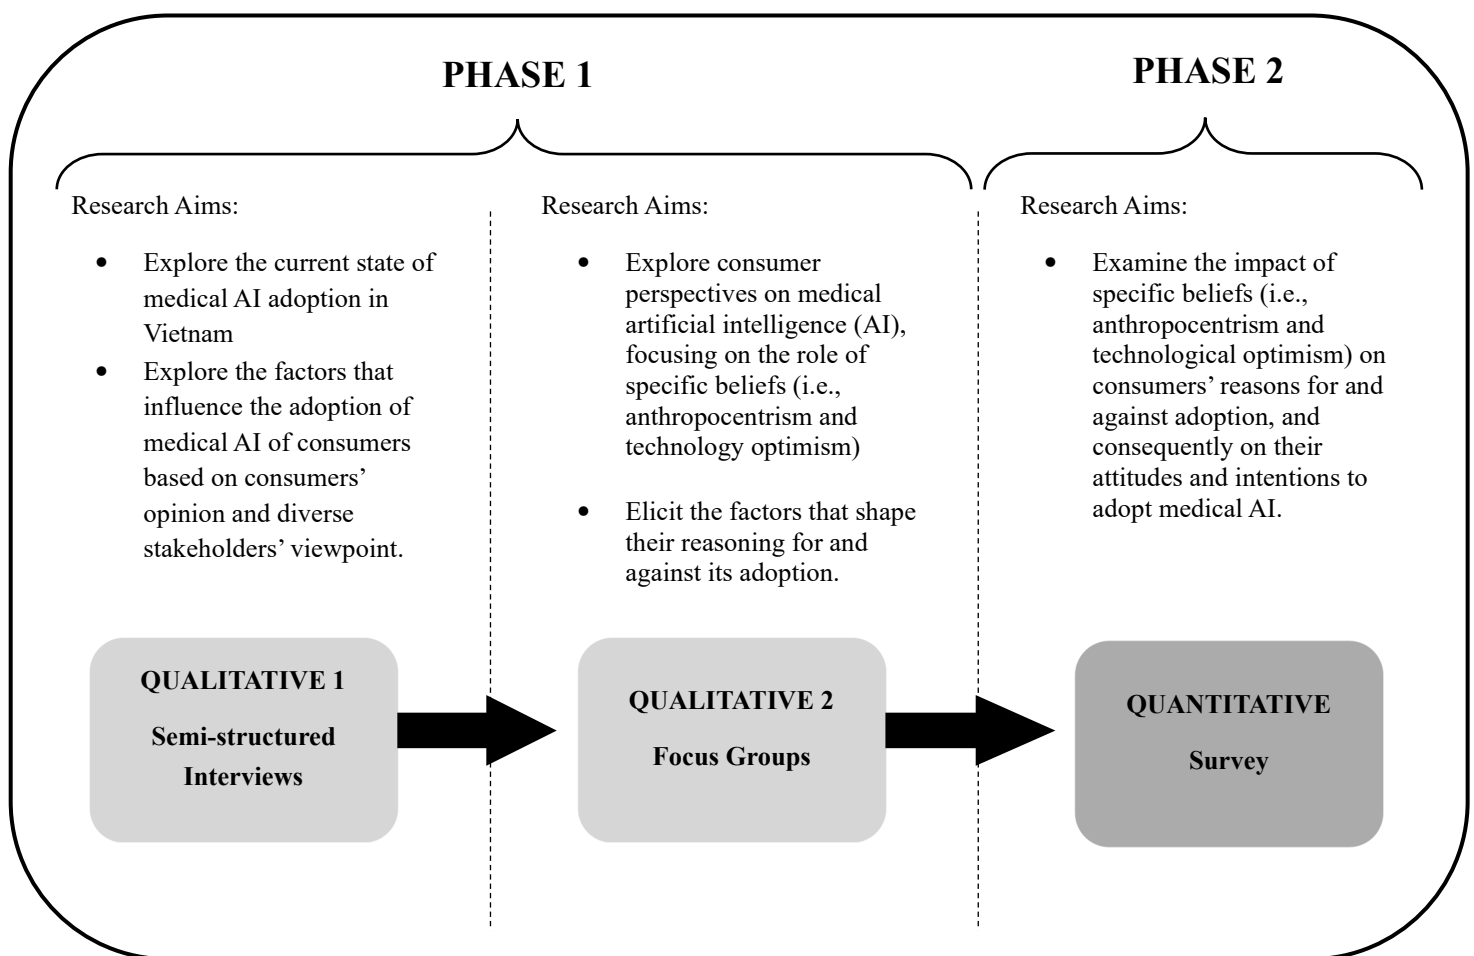 PHASE 1
PHASE 2
Research Aims:
• Explore the current state of
medical AI adoption in
Vietnam
• Explore the factors that
influence the adoption of
medical AI of consumers
based on consumers’
opinion and diverse
stakeholders’ viewpoint.
Research Aims:
• Explore consumer
perspectives on medical
artificial intelligence (AI),
focusing on the role of
specific beliefs (i.e.,
anthropocentrism and
technology optimism)
• Elicit the factors that shape
their reasoning for and
against its adoption.
Research Aims:
• Examine the impact of
specific beliefs (i.e.,
anthropocentrism and
technological optimism) on
consumers’ reasons for and
against adoption, and
consequently on their
attitudes and intentions to
adopt medical AI.
QUALITATIVE 1
Semi-structured
Interviews
QUALITATIVE 2
Focus Groups
QUANTITATIVE
Survey